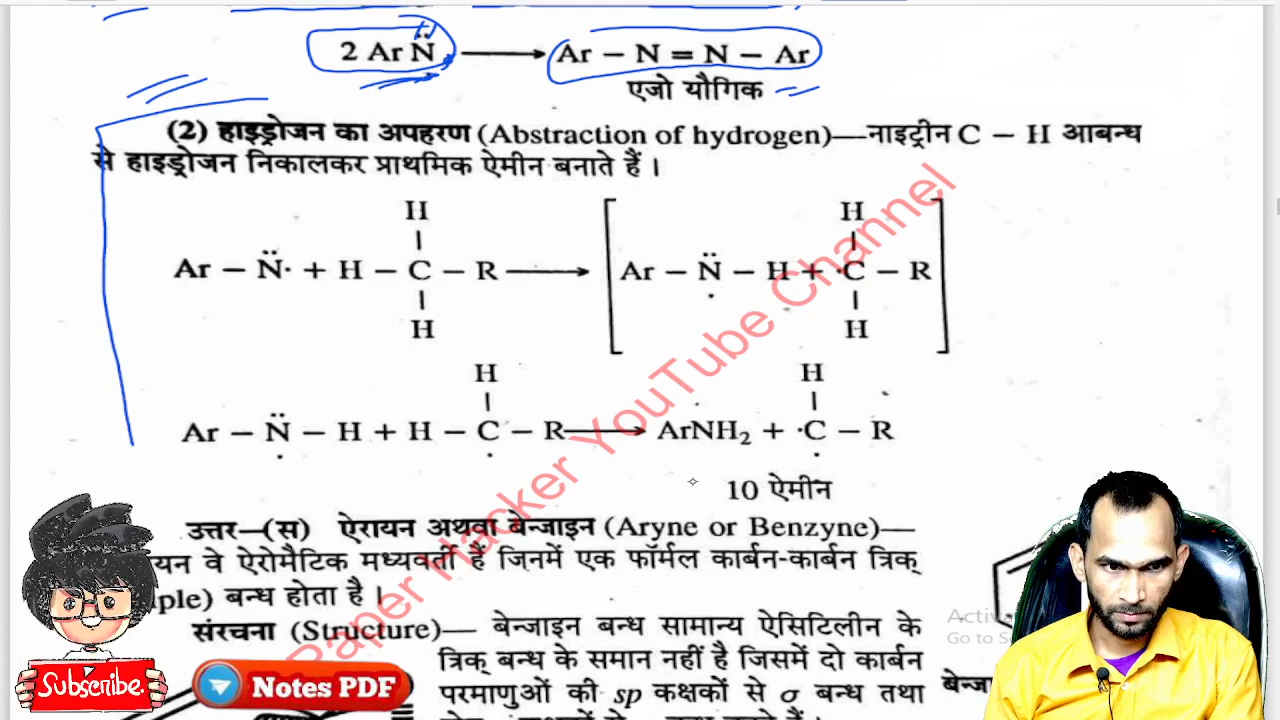 2 Ar N̈ ⟶ Ar – N = N – Ar
एजो यौगिक
(2) हाइड्रोजन का अपहरण (Abstraction of hydrogen)—नाइट्रीन C – H आबन्ध
से हाइड्रोजन निकालकर प्राथमिक ऐमीन बनाते हैं ।
H H
| |
Ar – N̈· + H – C – R ⟶ [ Ar – N̈ – H + ·C – R ]
| |
H H
H H
| |
Ar – N̈ – H + H – C – R ⟶ ArNH₂ + ·C – R
10 ऐमीन
उत्तर—(स) ऐरायन अथवा बेन्जाइन (Aryne or Benzyne)—
यन वे ऐरोमैटिक मध्यवर्ती हैं जिनमें एक फॉर्मल कार्बन-कार्बन त्रिक्
iple) बन्ध होता है ।
संरचना (Structure)— बेन्जाइन बन्ध सामान्य ऐसिटिलीन के
त्रिक् बन्ध के समान नहीं है जिसमें दो कार्बन
परमाणुओं की sp कक्षकों से σ बन्ध तथा
Paper Hacker YouTube Channel
Subscribe.
Notes PDF